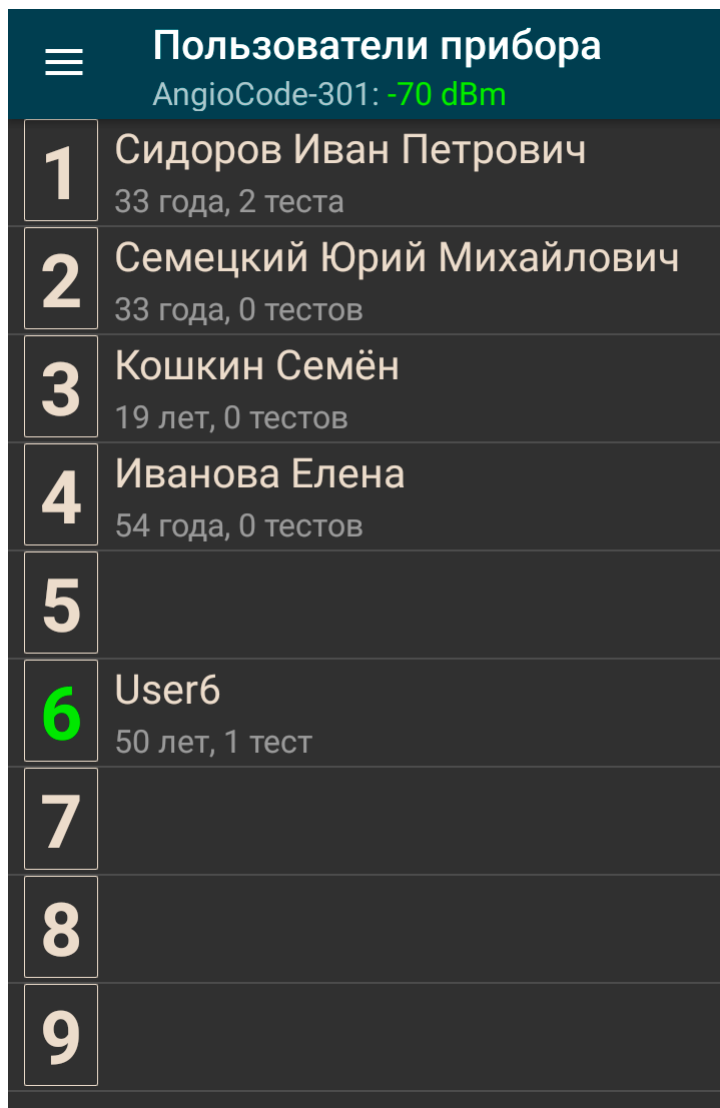 Пользователи прибора
AngioCode-301: -70 dBm
1
Сидоров Иван Петрович
33 года, 2 теста
2
Семецкий Юрий Михайлович
33 года, 0 тестов
3
Кошкин Семён
19 лет, 0 тестов
4
Иванова Елена
54 года, 0 тестов
5
6
User6
50 лет, 1 тест
7
8
9